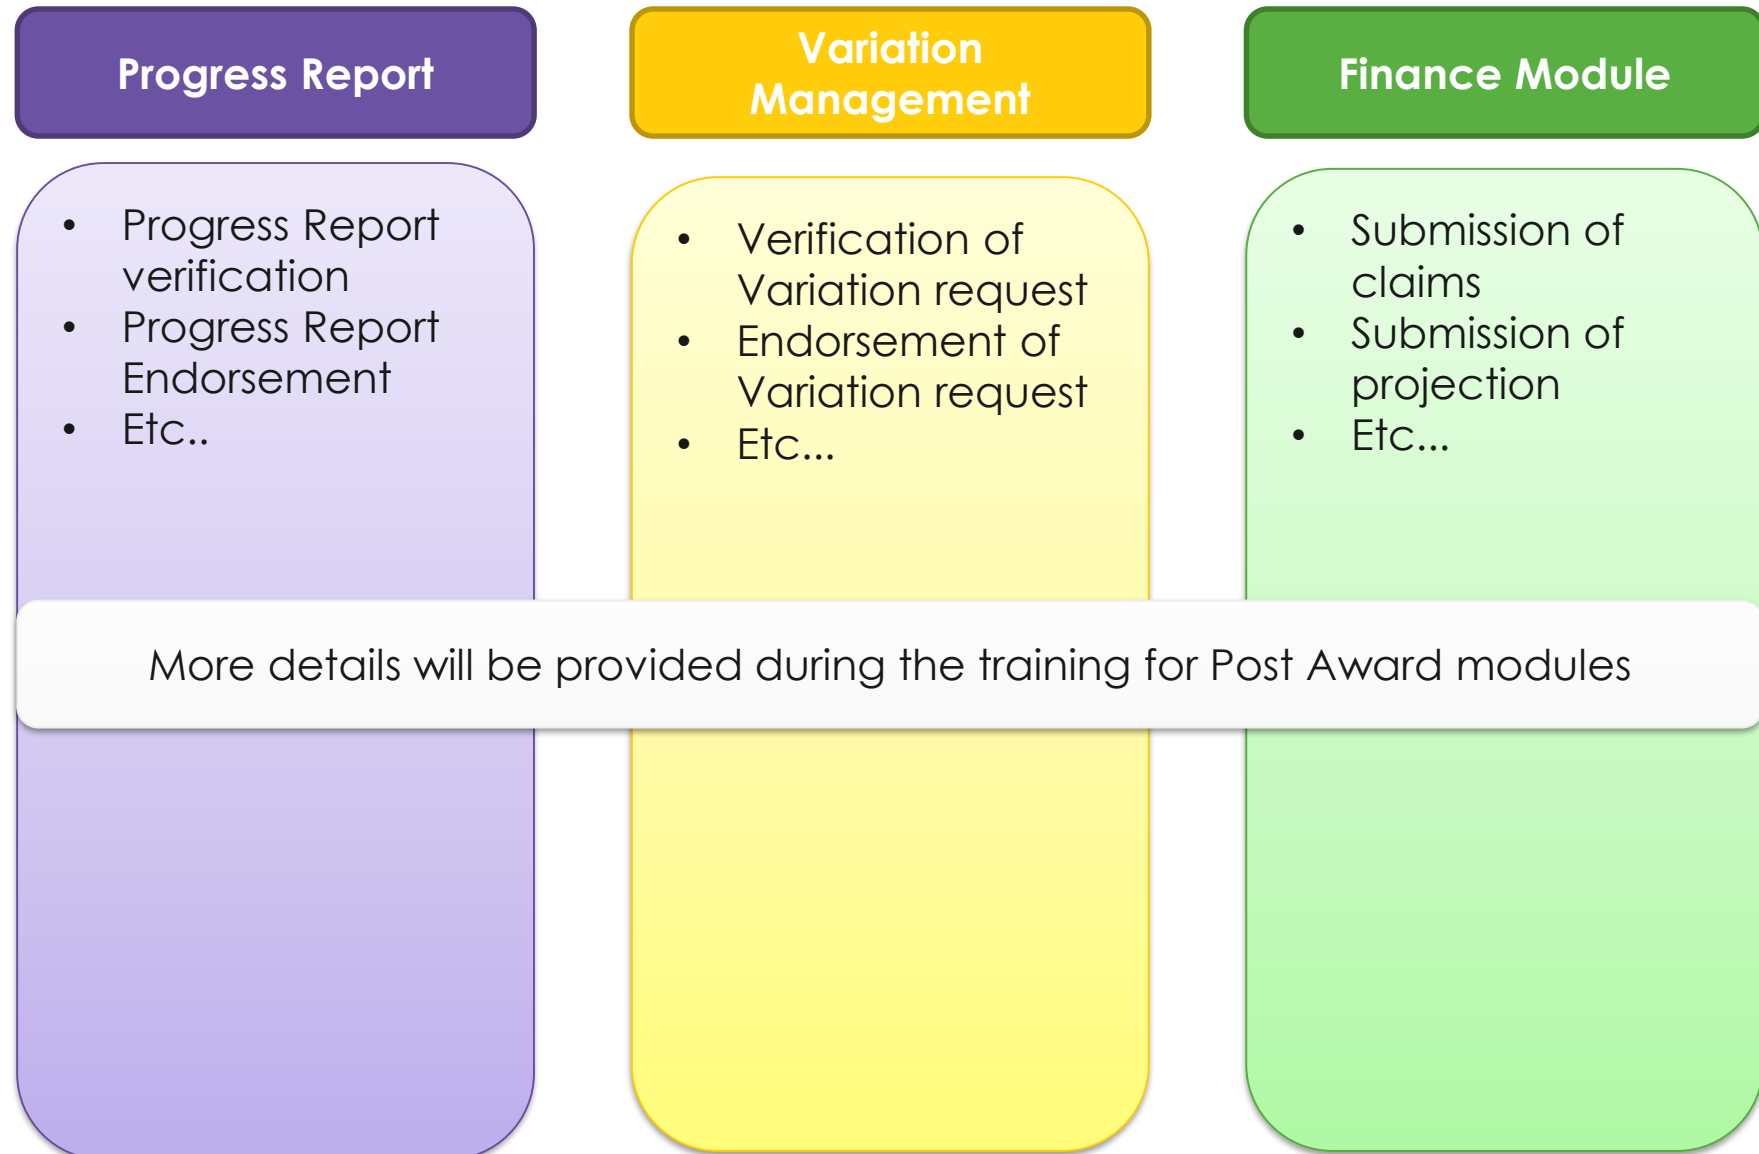 Progress Report
Variation
Management
Finance Module
• Progress Report
verification
• Progress Report
Endorsement
• Etc..
• Verification of
Variation request
• Endorsement of
Variation request
• Etc...
• Submission of
claims
• Submission of
projection
• Etc...
More details will be provided during the training for Post Award modules